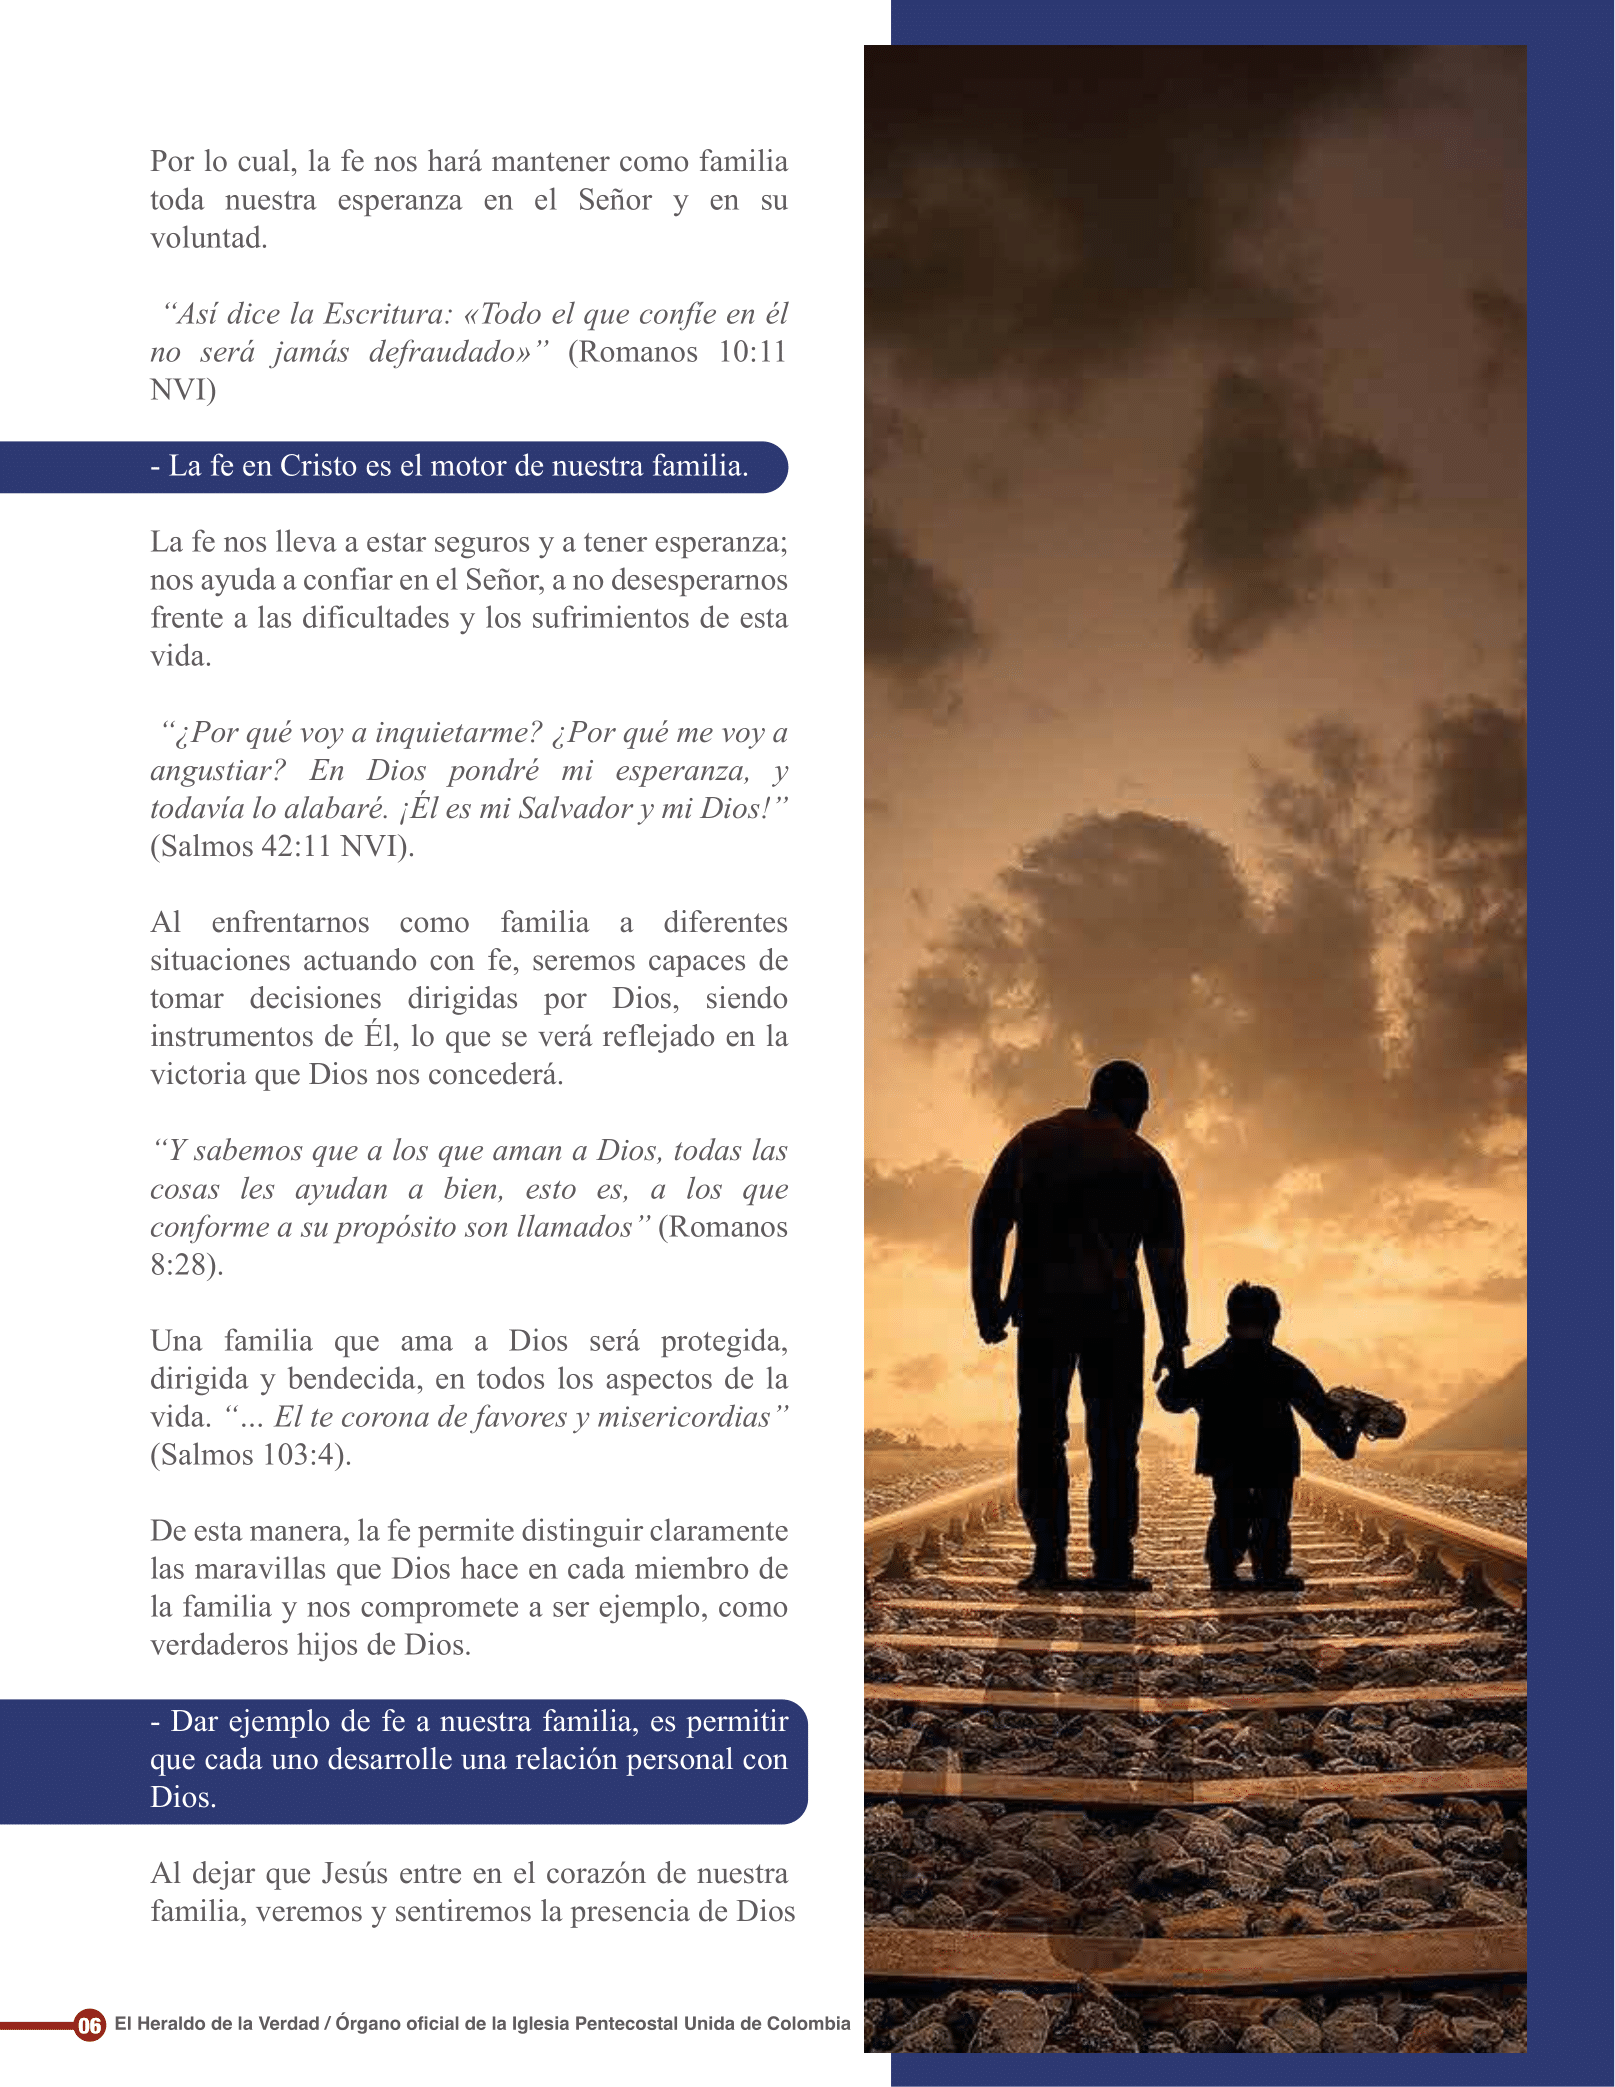 Por lo cual, la fe nos hará mantener como familia
toda nuestra esperanza en el Señor y en su
voluntad.
“Así dice la Escritura: «Todo el que confíe en él
no será jamás defraudado»” (Romanos 10:11
NVI)
- La fe en Cristo es el motor de nuestra familia.
La fe nos lleva a estar seguros y a tener esperanza;
nos ayuda a confiar en el Señor, a no desesperarnos
frente a las dificultades y los sufrimientos de esta
vida.
“¿Por qué voy a inquietarme? ¿Por qué me voy a
angustiar? En Dios pondré mi esperanza, y
todavía lo alabaré. ¡Él es mi Salvador y mi Dios!”
(Salmos 42:11 NVI).
Al enfrentarnos como familia a diferentes
situaciones actuando con fe, seremos capaces de
tomar decisiones dirigidas por Dios, siendo
instrumentos de Él, lo que se verá reflejado en la
victoria que Dios nos concederá.
“Y sabemos que a los que aman a Dios, todas las
cosas les ayudan a bien, esto es, a los que
conforme a su propósito son llamados” (Romanos
8:28).
Una familia que ama a Dios será protegida,
dirigida y bendecida, en todos los aspectos de la
vida. “... El te corona de favores y misericordias”
(Salmos 103:4).
De esta manera, la fe permite distinguir claramente
las maravillas que Dios hace en cada miembro de
la familia y nos compromete a ser ejemplo, como
verdaderos hijos de Dios.
- Dar ejemplo de fe a nuestra familia, es permitir
que cada uno desarrolle una relación personal con
Dios.
Al dejar que Jesús entre en el corazón de nuestra
familia, veremos y sentiremos la presencia de Dios
06 El Heraldo de la Verdad / Órgano oficial de la Iglesia Pentecostal Unida de Colombia